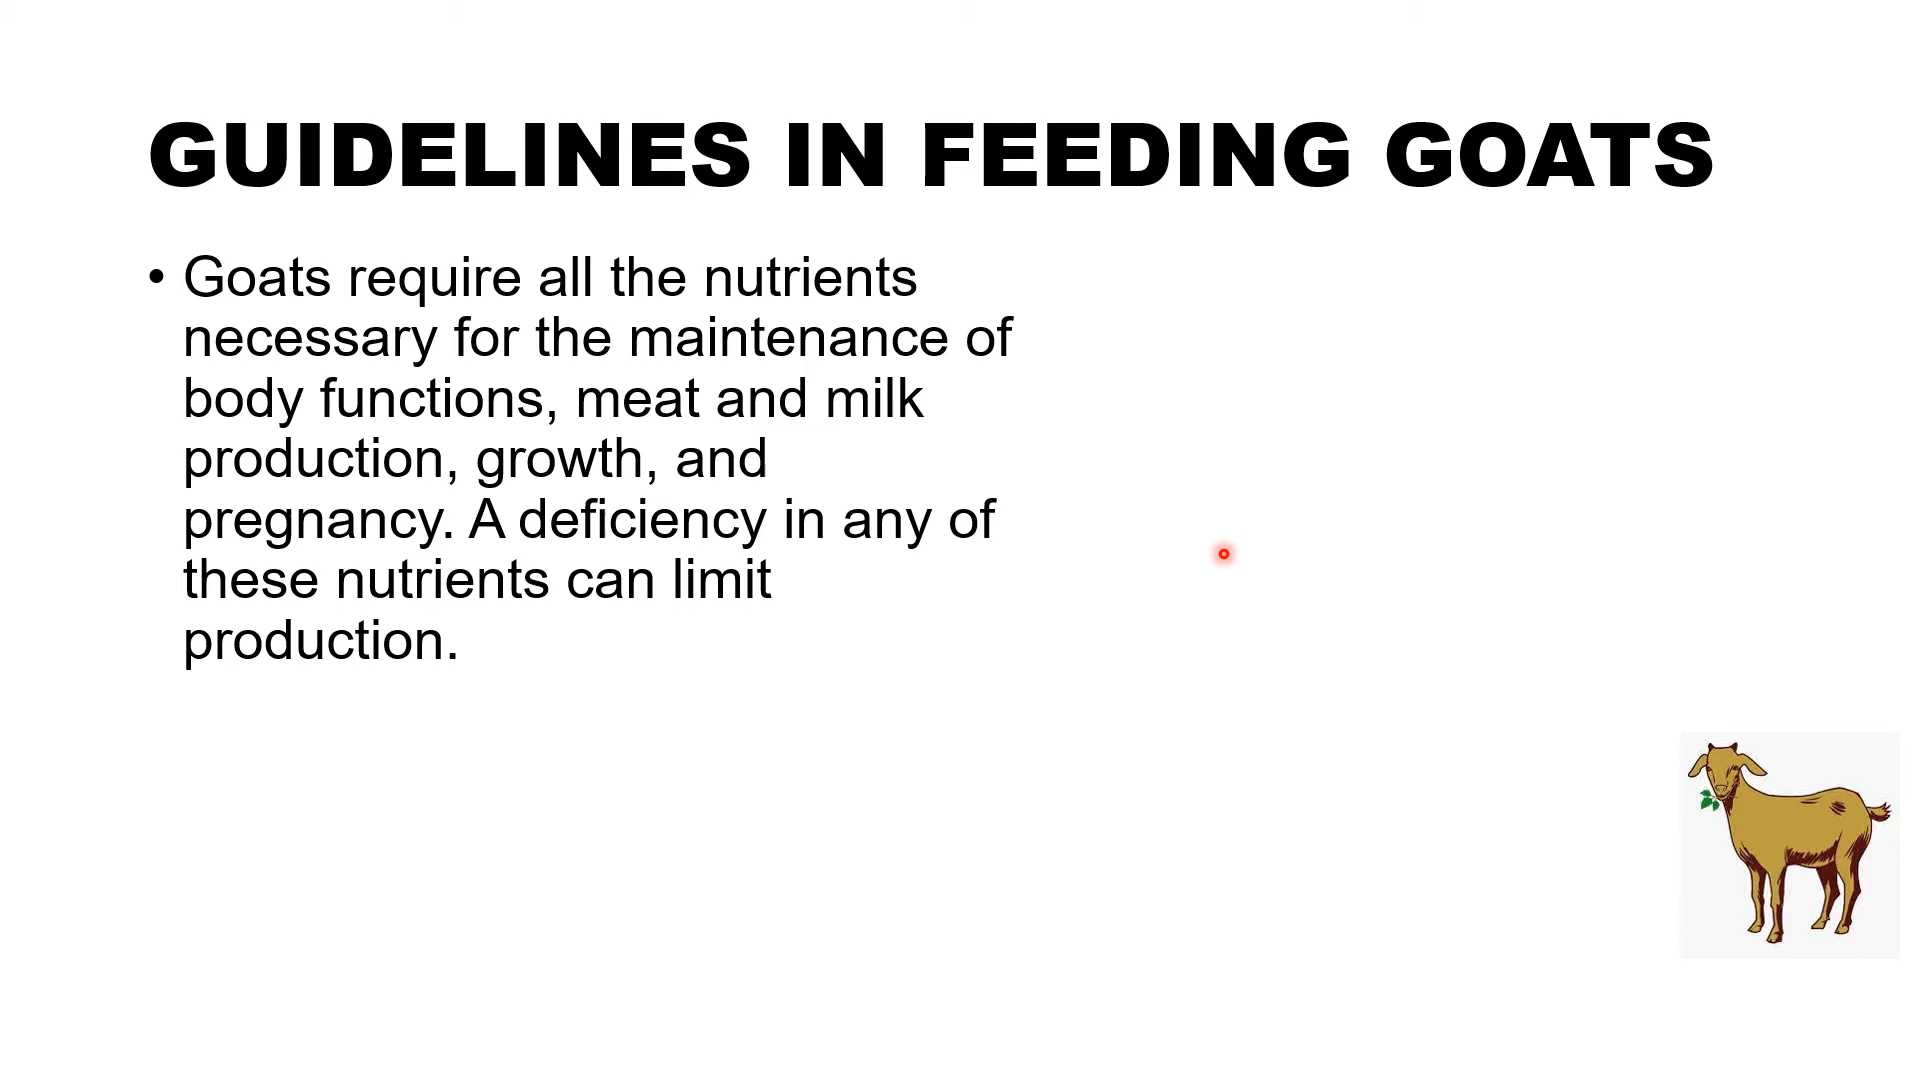 GUIDELINES IN FEEDING GOATS
• Goats require all the nutrients
necessary for the maintenance of
body functions, meat and milk
production, growth, and
pregnancy. A deficiency in any of
these nutrients can limit
production.